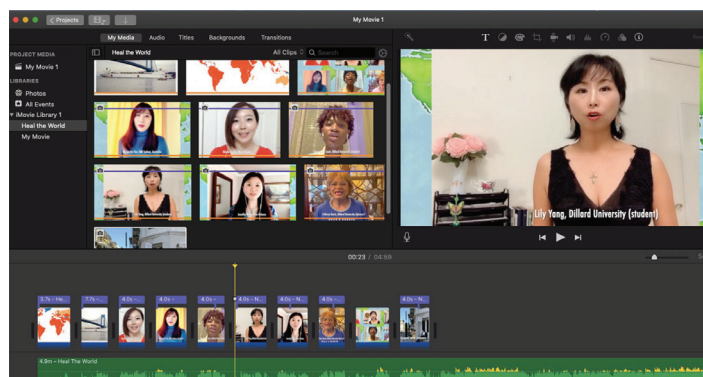 Projects
My Movie 1
My Media Audio Titles Backgrounds Transitions
PROJECT MEDIA
My Movie 1
LIBRARIES
Photos
All Events
iMovie Library 1
Heal the World
My Movie
Heal the World All Clips Search
Lily Yang, Dillard University (student)
00:23 / 04:59
3.7s – He...
7.7s –...
4.0s –
4.0s –
4.0s –
4.0s – N...
4.0s – N...
4.0s – N...
4.0s – N...
4.9m – Heal The World